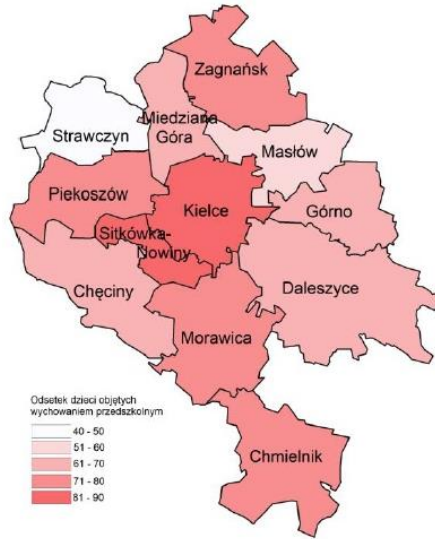 Zagnańsk
Miedziana
Góra
Strawczyn
Masłów
Piekoszów
Kielce
Górno
Sitkówka-
Nowiny
Chęciny
Daleszyce
Morawica
Odsetek dzieci objętych
wychowaniem przedszkolnym
40 - 50
51 - 60
61 - 70
71 - 80
81 - 90
Chmielnik